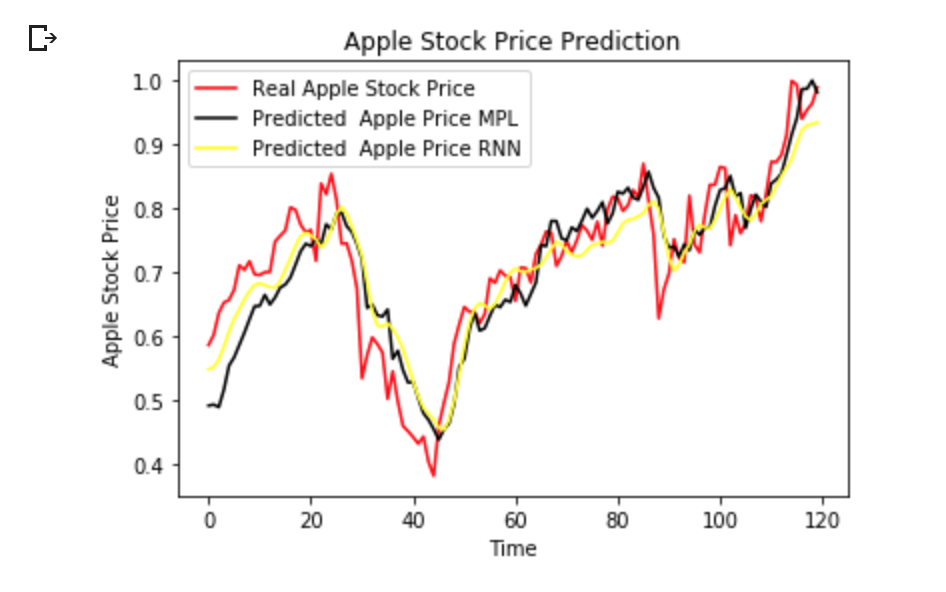 Apple Stock Price Prediction
Real Apple Stock Price
Predicted  Apple Price MPL
Predicted  Apple Price RNN
Apple Stock Price
1.0
0.9
0.8
0.7
0.6
0.5
0.4
0 20 40 60 80 100 120
Time